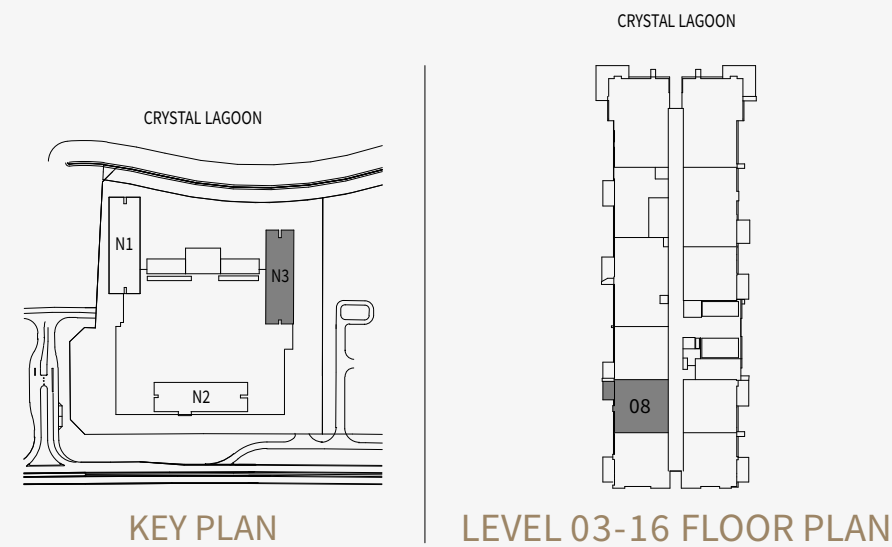 CRYSTAL LAGOON
N1
N3
N2
KEY PLAN
CRYSTAL LAGOON
08
LEVEL 03-16 FLOOR PLAN